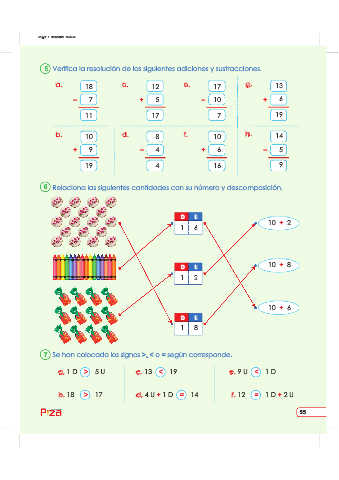 5 Verifica la resolución de las siguientes adiciones y sustracciones.
a. 18 - 7 11
c. 12 + 5 17
e. 17 - 10 7
g. 13 + 6 19
b. 10 + 9 19
d. 8 - 4 4
f. 10 + 6 16
h. 14 - 5 9
6 Relaciona las siguientes cantidades con su número y descomposición.
D U
1 6
10 + 2
D U
1 2
10 + 8
D U
1 8
10 + 6
7 Se han colocado los signos >, < o = según corresponde.
a. 1 D > 5 U
c. 13 < 19
e. 9 U < 1 D
b. 18 > 17
d. 4 U + 1 D = 14
f. 12 = 1 D + 2 U
55